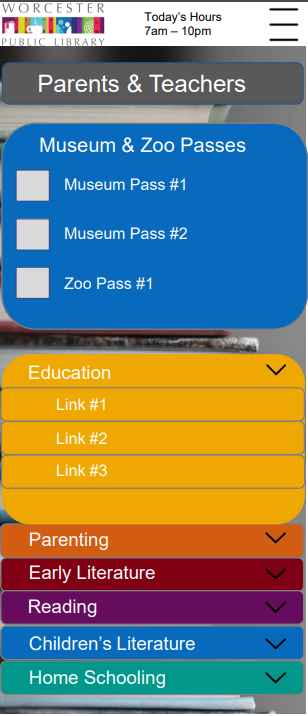 WORCESTER
PUBLIC LIBRARY
Today's Hours
7am – 10pm
Parents & Teachers
Museum & Zoo Passes
Museum Pass #1
Museum Pass #2
Zoo Pass #1
Education
Link #1
Link #2
Link #3
Parenting
Early Literature
Reading
Children's Literature
Home Schooling